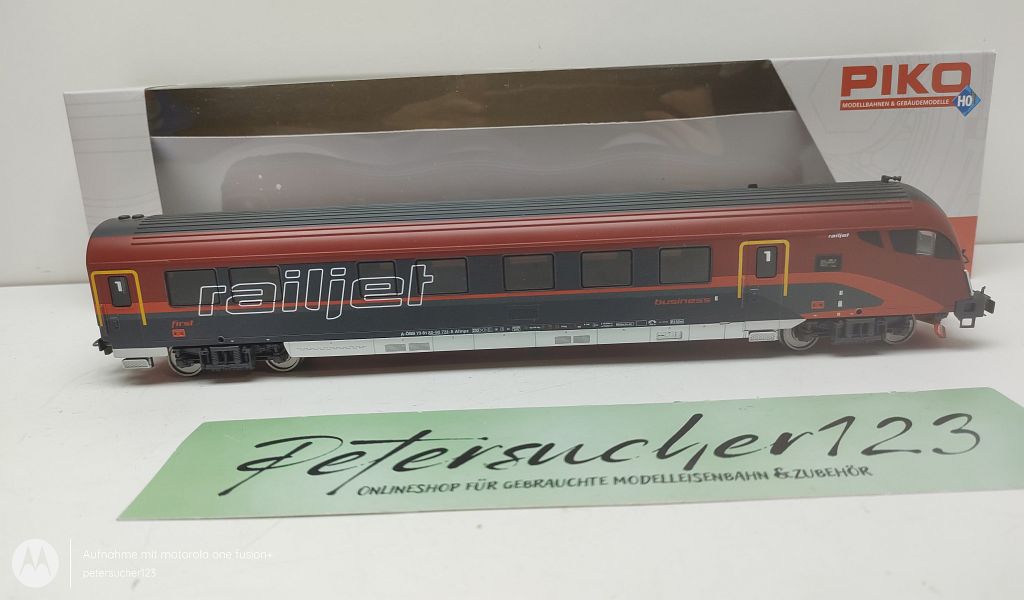 PIKO
MODELLBAHNEN & GEBÄUDEMODELLE
HO
railjet
1
1
railjet
first
business
Petersucher123
ONLINESHOP FÜR GEBRAUCHTE MODELLEISENBAHN & ZUBEHÖR
Aufnahme mit motorola one fusion+
petersucher123